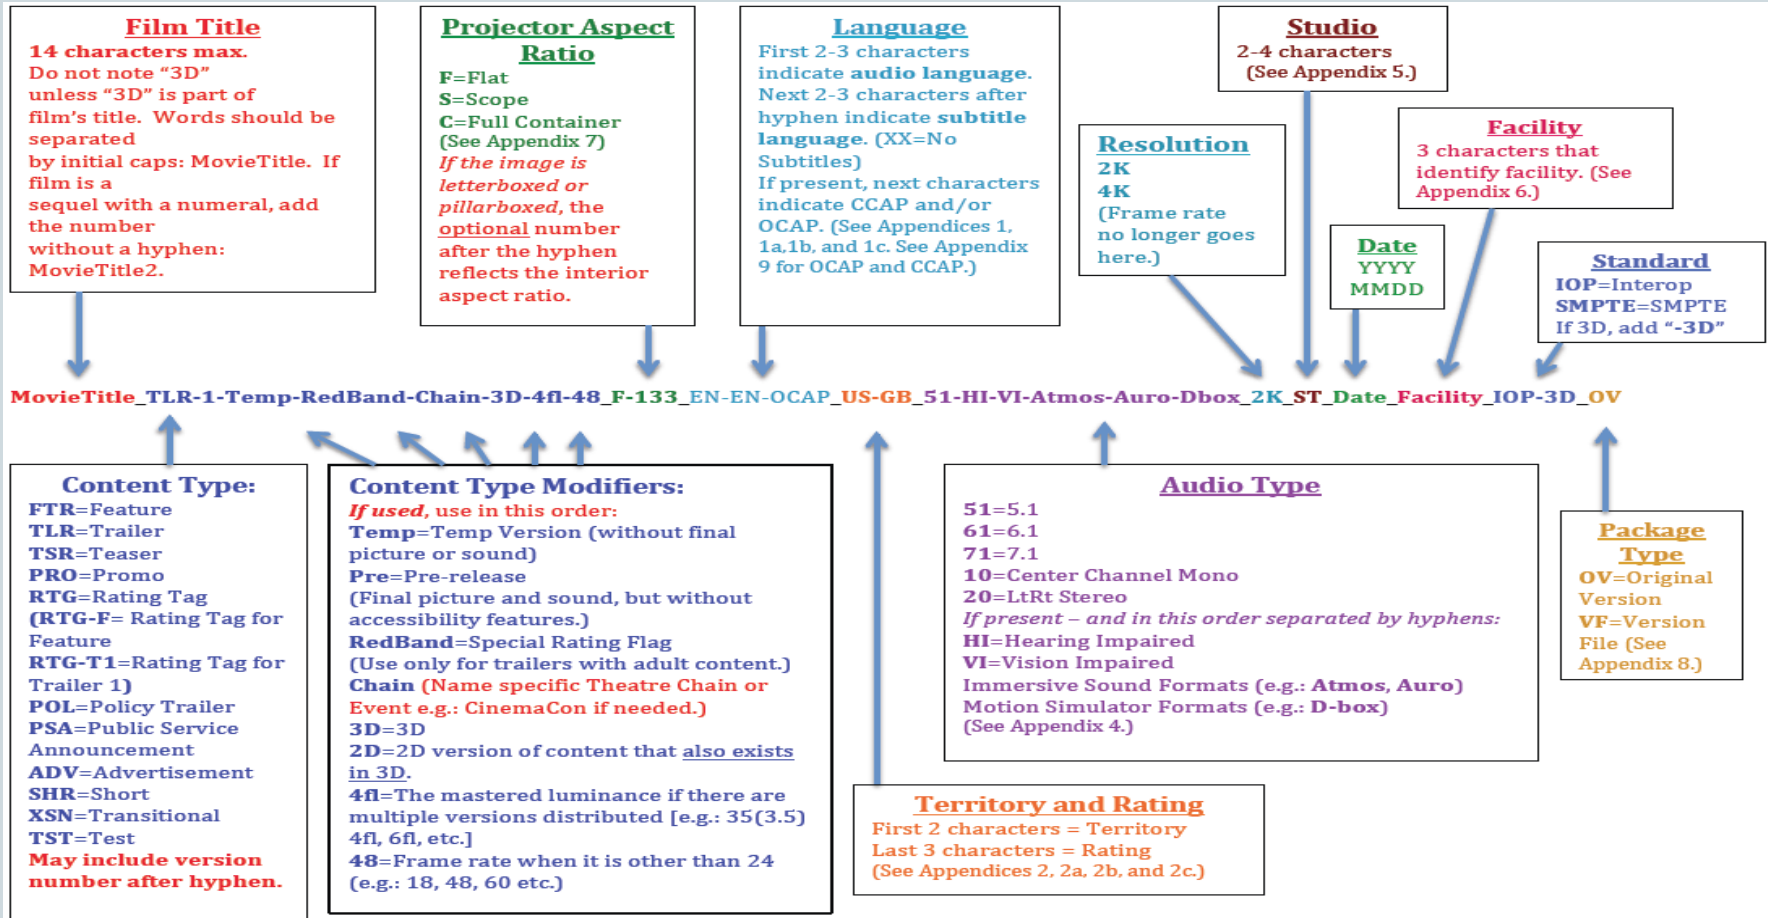 Film Title
14 characters max.
Do not note “3D”
unless “3D” is part of
film’s title. Words should be
separated
by initial caps: MovieTitle. If
film is a
sequel with a numeral, add
the number
without a hyphen:
MovieTitle2.
Projector Aspect
Ratio
F=Flat
S=Scope
C=Full Container
(See Appendix 7)
If the image is
letterboxed or
pillarboxed, the
optional number
after the hyphen
reflects the interior
aspect ratio.
Language
First 2-3 characters
indicate audio language.
Next 2-3 characters after
hyphen indicate subtitle
language. (XX=No
Subtitles)
If present, next characters
indicate CCAP and/or
OCAP. (See Appendices 1,
1a,1b, and 1c. See Appendix
9 for OCAP and CCAP.)
Resolution
2K
4K
(Frame rate
no longer goes
here.)
Studio
2-4 characters
(See Appendix 5.)
Date
YYYY
MMDD
Facility
3 characters that
identify facility. (See
Appendix 6.)
Standard
IOP=Interop
SMPTE=SMPTE
If 3D, add “-3D”
MovieTitle_TLR-1-Temp-RedBand-Chain-3D-4fl-48_F-133_EN-EN-OCAP_US-GB_51-HI-VI-Atmos-Auro-Dbox_2K_ST_Date_Facility_IOP-3D_OV
Content Type:
FTR=Feature
TLR=Trailer
TSR=Teaser
PRO=Promo
RTG=Rating Tag
(RTG-F= Rating Tag for
Feature
RTG-T1=Rating Tag for
Trailer 1)
POL=Policy Trailer
PSA=Public Service
Announcement
ADV=Advertisement
SHR=Short
XSN=Transitional
TST=Test
May include version
number after hyphen.
Content Type Modifiers:
If used, use in this order:
Temp=Temp Version (without final
picture or sound)
Pre=Pre-release
(Final picture and sound, but without
accessibility features.)
RedBand=Special Rating Flag
(Use only for trailers with adult content.)
Chain (Name specific Theatre Chain or
Event e.g.: CinemaCon if needed.)
3D=3D
2D=2D version of content that also exists
in 3D.
4fl=The mastered luminance if there are
multiple versions distributed [e.g.: 35(3.5)
4fl, 6fl, etc.]
48=Frame rate when it is other than 24
(e.g.: 18, 48, 60 etc.)
Territory and Rating
First 2 characters = Territory
Last 3 characters = Rating
(See Appendices 2, 2a, 2b, and 2c.)
Audio Type
51=5.1
61=6.1
71=7.1
10=Center Channel Mono
20=LtRt Stereo
If present – and in this order separated by hyphens:
HI=Hearing Impaired
VI=Vision Impaired
Immersive Sound Formats (e.g.: Atmos, Auro)
Motion Simulator Formats (e.g.: D-box)
(See Appendix 4.)
Package
Type
OV=Original
Version
VF=Version
File (See
Appendix 8.)